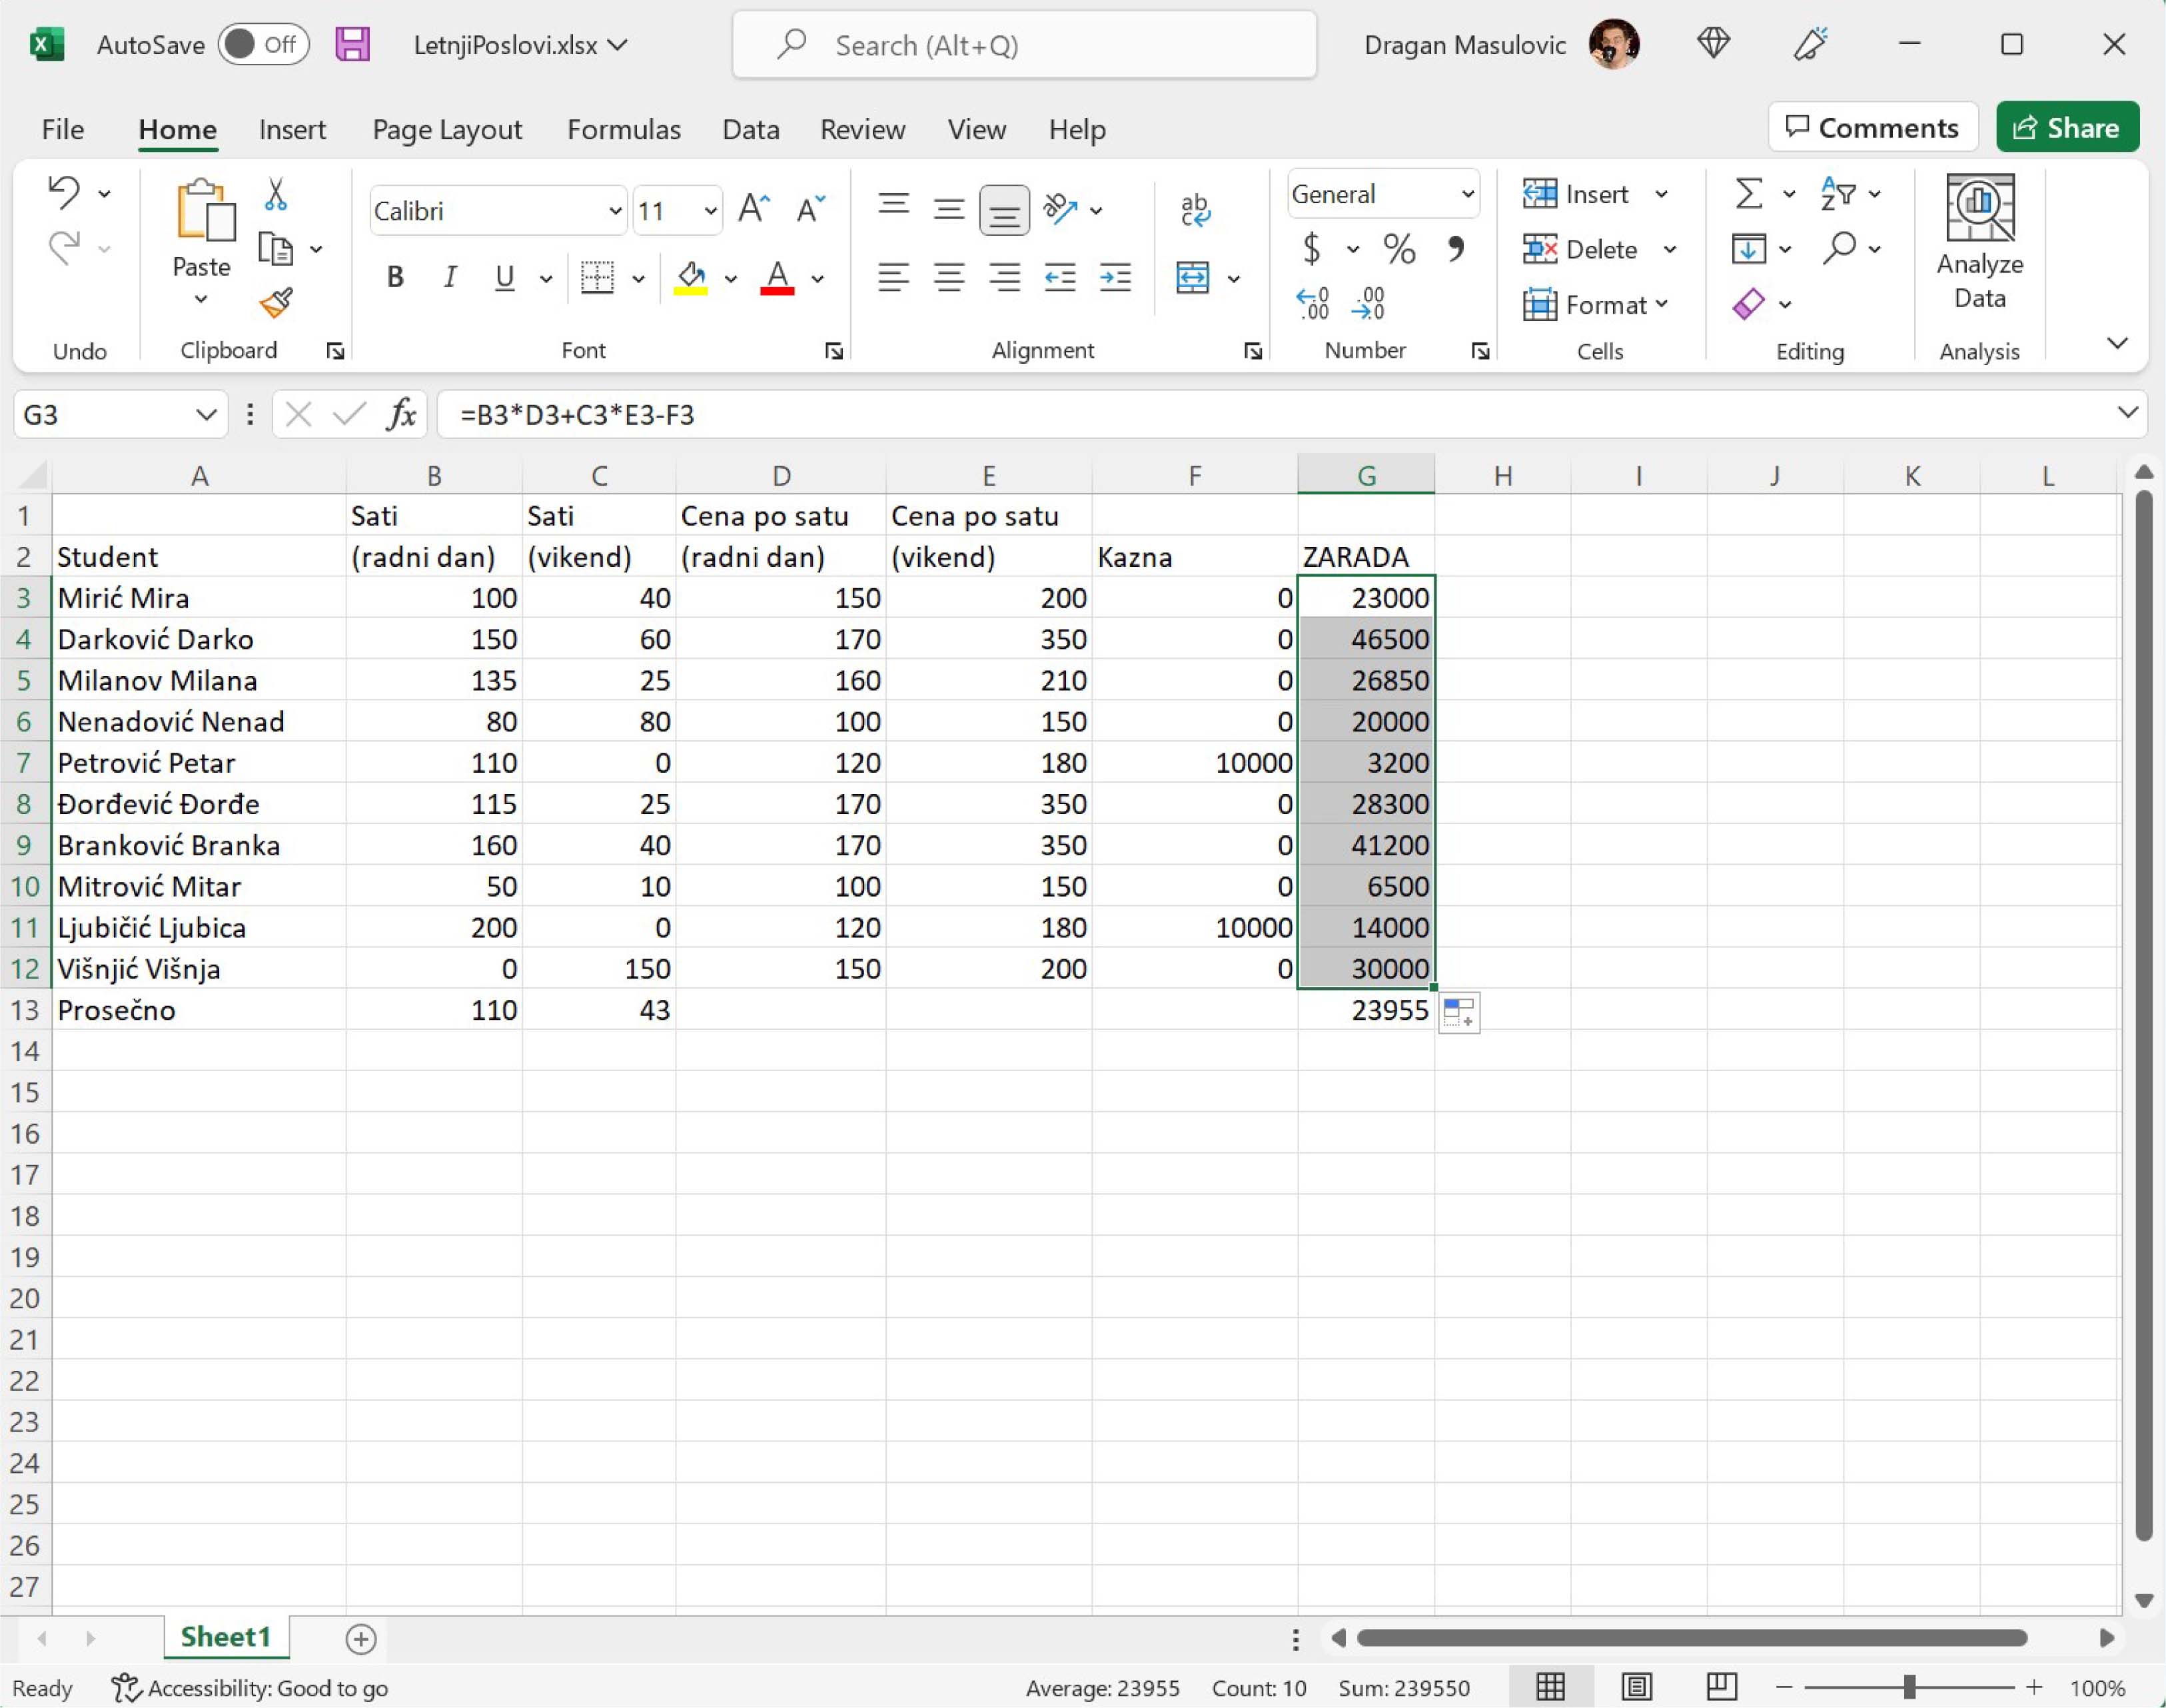 AutoSave Off LetnjiPoslovi.xlsx Search (Alt+Q) Dragan Masulovic
File Home Insert Page Layout Formulas Data Review View Help Comments Share
Paste Calibri 11 General Insert Delete Format Analyze Data
Undo Clipboard Font Alignment Number Cells Editing Analysis
G3 =B3*D3+C3*E3-F3
A B C D E F G H I J K L
1 Sati Sati Cena po satu Cena po satu
2 Student (radni dan) (vikend) (radni dan) (vikend) Kazna ZARADA
3 Mirić Mira 100 40 150 200 0 23000
4 Darković Darko 150 60 170 350 0 46500
5 Milanov Milana 135 25 160 210 0 26850
6 Nenadović Nenad 80 80 100 150 0 20000
7 Petrović Petar 110 0 120 180 10000 3200
8 Đorđević Đorđe 115 25 170 350 0 28300
9 Branković Branka 160 40 170 350 0 41200
10 Mitrović Mitar 50 10 100 150 0 6500
11 Ljubičić Ljubica 200 0 120 180 10000 14000
12 Višnjić Višnja 0 150 150 200 0 30000
13 Prosečno 110 43 23955
14
15
16
17
18
19
20
21
22
23
24
25
26
27
Sheet1
Ready Accessibility: Good to go Average: 23955 Count: 10 Sum: 239550 100%